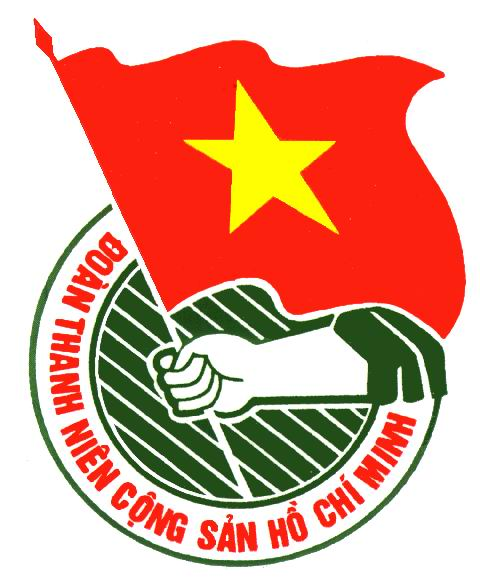 ĐOÀN THANH NIÊN CỘNG SẢN HỒ CHÍ MINH